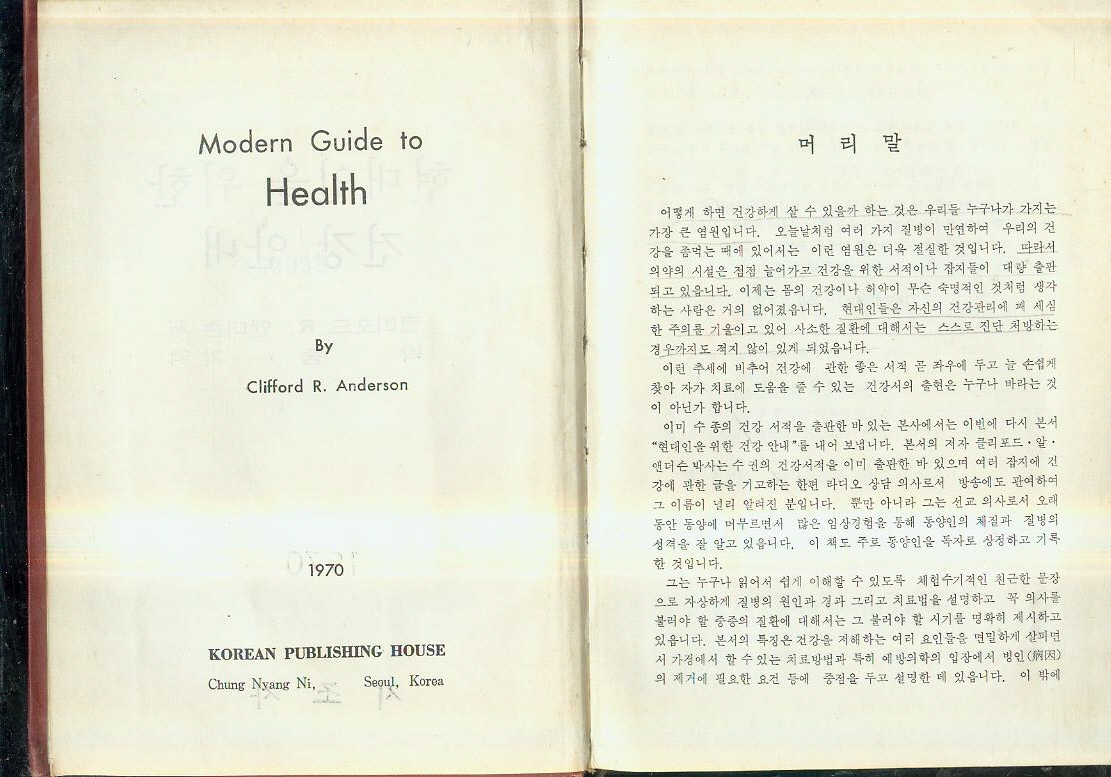 Modern Guide to
Health
By
Clifford R. Anderson
1970
KOREAN PUBLISHING HOUSE
Chung Nyang Ni, Seoul, Korea
머 리 말
어떻게 하면 건강하게 살 수 있을까 하는 것은 우리들 누구나가 가지는
가장 큰 염원입니다. 오늘날처럼 여러 가지 질병이 만연하여 우리의 건
강을 좀먹는 때에 있어서는 이런 염원은 더욱 절실한 것입니다. 따라서
의약의 시설은 점점 늘어가고 건강을 위한 서적이나 잡지들이 대량 출판
되고 있읍니다. 이제는 몸의 건강이나 허약이 무슨 숙명적인 것처럼 생각
하는 사람은 거의 없어졌읍니다. 현대인들은 자신의 건강관리에 꽤 세심
한 주의를 기울이고 있어 사소한 질환에 대해서는 스스로 진단 처방하는
경우까지도 적지 않이 있게 되었읍니다.
이런 추세에 비추어 건강에 관한 좋은 서적 곧 좌우에 두고 늘 손쉽게
찾아 자가 치료에 도움을 줄 수 있는 건강서의 출현은 누구나 바라는 것
이 아닌가 합니다.
이미 수 종의 건강 서적을 출판한 바 있는 본사에서는 이번에 다시 본서
“현대인을 위한 건강 안내”를 내어 보냅니다. 본서의 저자 클리포드·알·
앤더슨 박사는 수 권의 건강서적을 이미 출판한 바 있으며 여러 잡지에 건
강에 관한 글을 기고하는 한편 라디오 상담 의사로서 방송에도 관여하여
그 이름이 널리 알려진 분입니다. 뿐만 아니라 그는 선교 의사로서 오래
동안 동양에 머무르면서 많은 임상경험을 통해 동양인의 체질과 질병의
성격을 잘 알고 있읍니다. 이 책도 주로 동양인을 독자로 상정하고 기록
한 것입니다.
그는 누구나 읽어서 쉽게 이해할 수 있도록 체험수기적인 친근한 문장
으로 자상하게 질병의 원인과 경과 그리고 치료법을 설명하고 꼭 의사를
불러야 할 중증의 질환에 대해서는 그 불러야 할 시기를 명확히 제시하고
있읍니다. 본서의 특징은 건강을 저해하는 여러 요인들을 면밀하게 살피면
서 가정에서 할 수 있는 치료방법과 특히 예방의학의 입장에서 병인(病因)
의 제거에 필요한 요건 등에 중점을 두고 설명한 데 있읍니다. 이 밖에